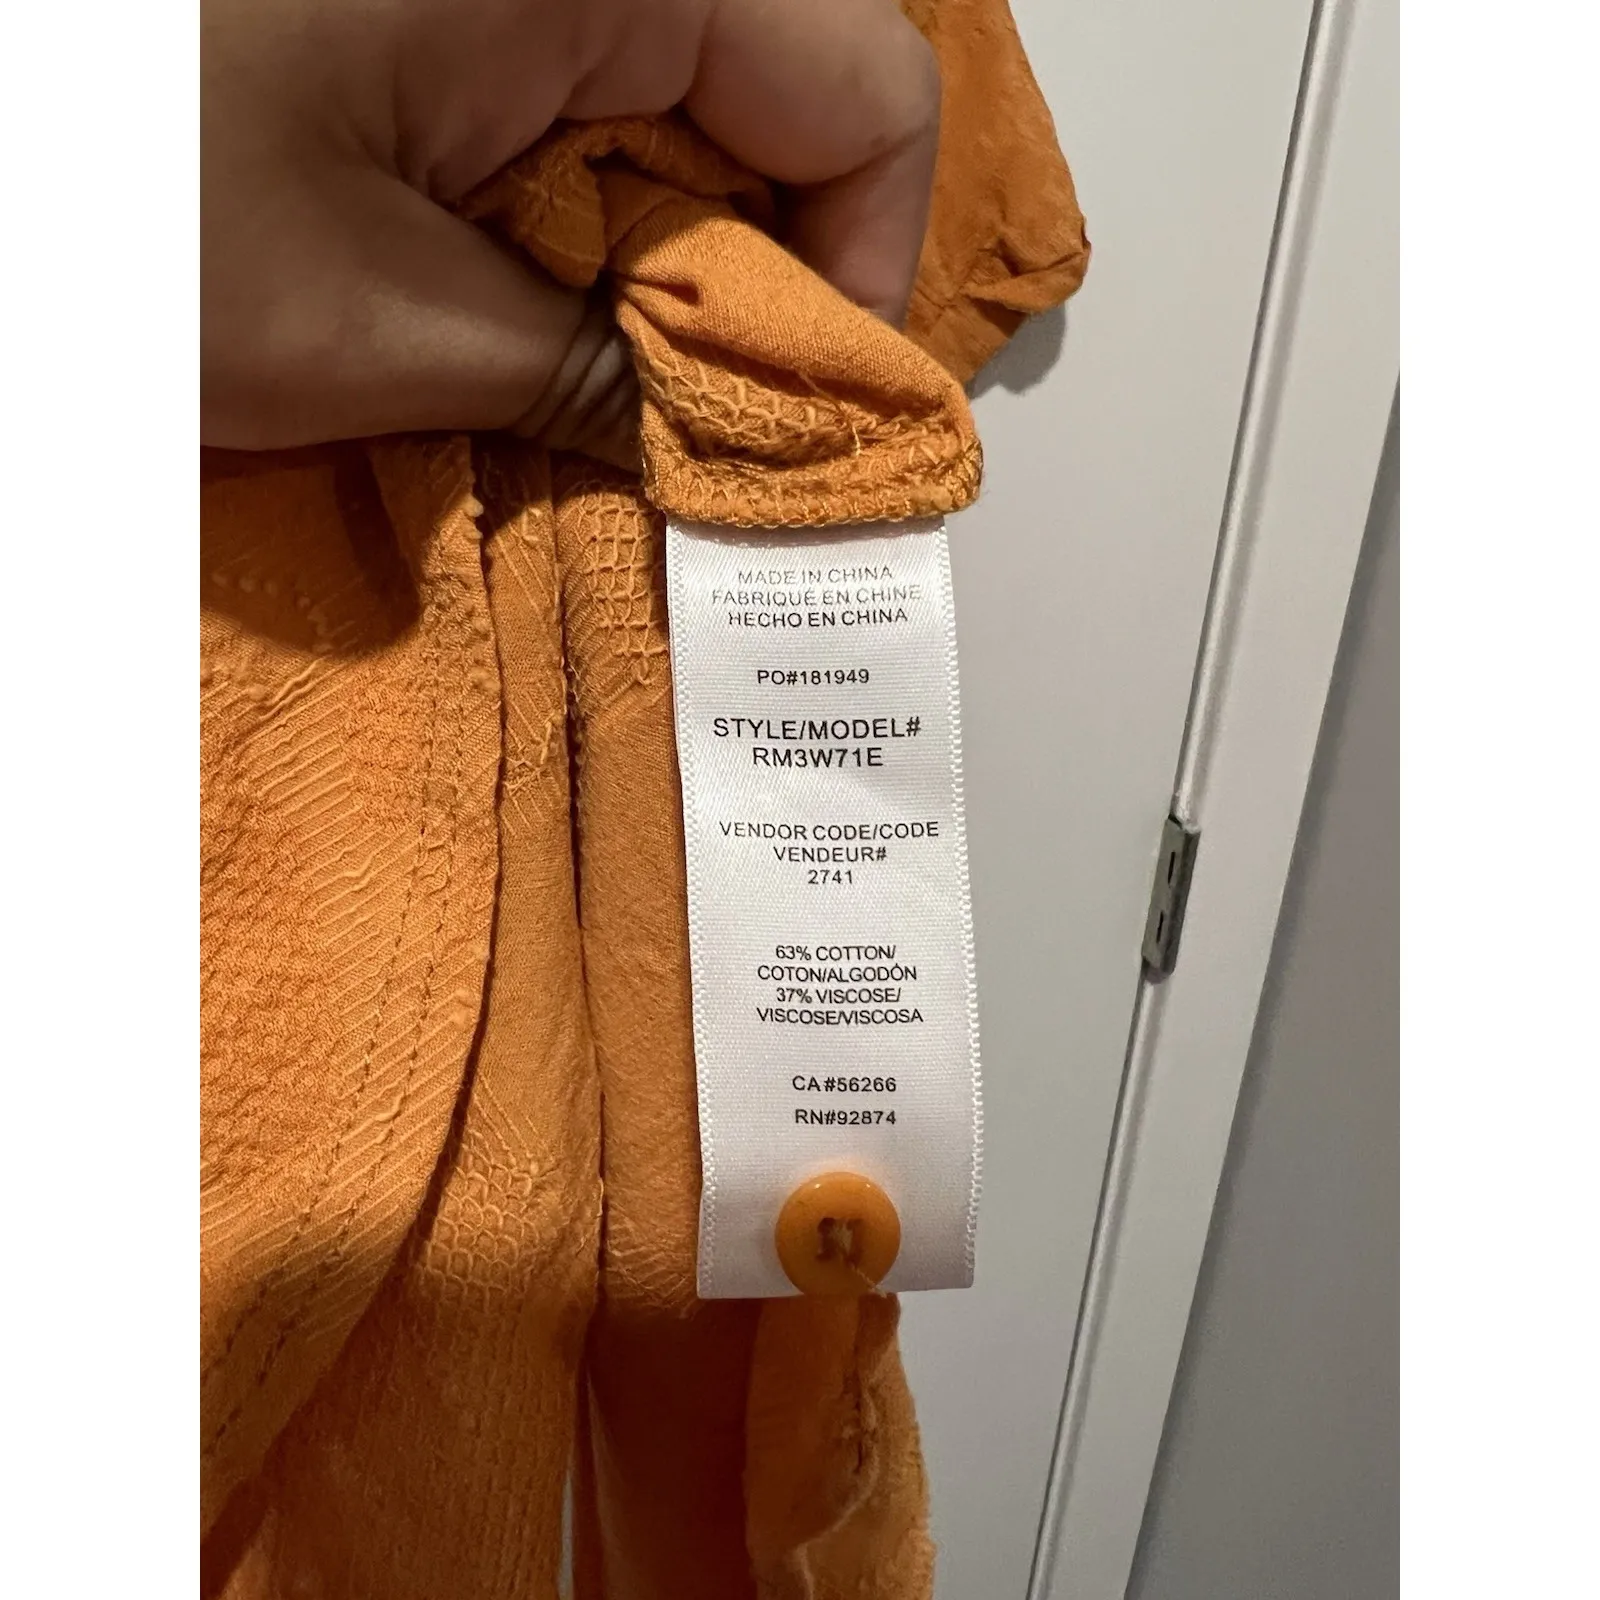 MADE IN CHINA
FABRIQUÉ EN CHINE
HECHO EN CHINA
PO#181949
STYLE/MODEL#
RM3W71E
VENDOR CODE/CODE
VENDEUR#
2741
63% COTTON/
COTON/ALGODÓN
37% VISCOSE/
VISCOSE/VISCOSA
CA#56266
RN#92874